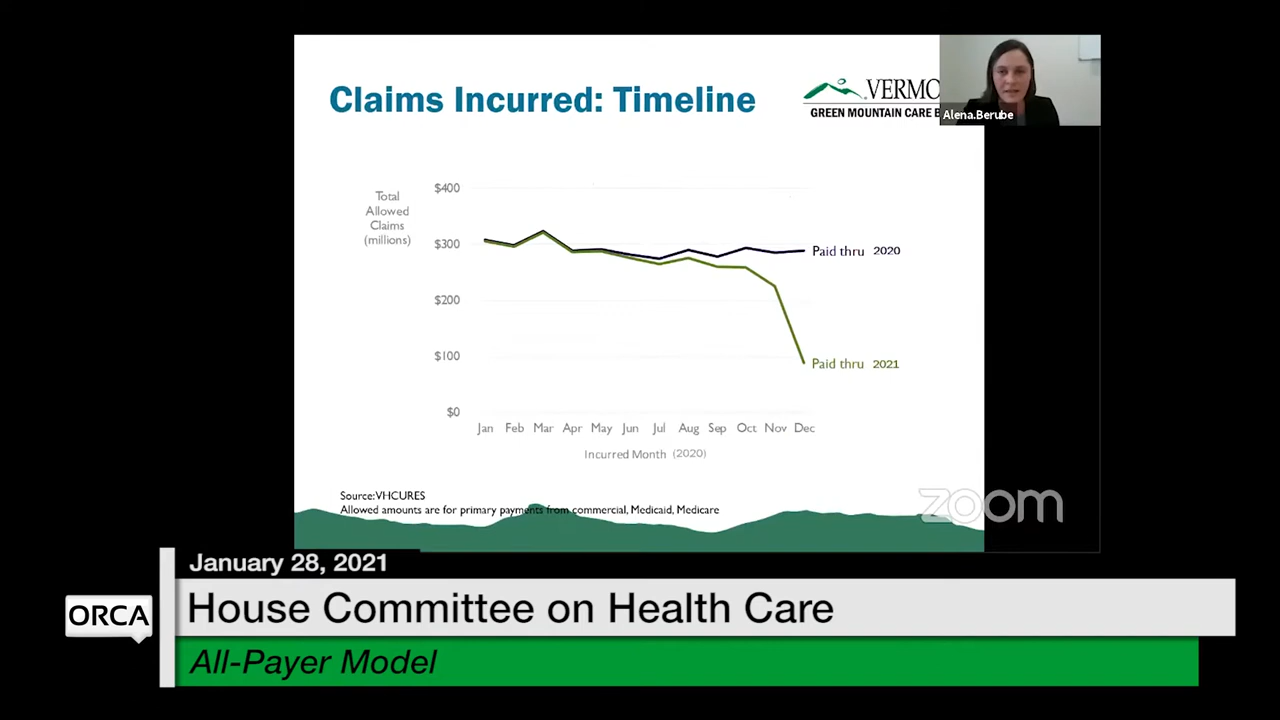 Claims Incurred: Timeline
VERMO
GREEN MOUNTAIN CARE B
Alena.Berube
Total
Allowed
Claims
(millions)
$400
$300
$200
$100
$0
Paid thru 2020
Paid thru 2021
Jan Feb Mar Apr May Jun Jul Aug Sep Oct Nov Dec
Incurred Month (2020)
Source:VHCURES
Allowed amounts are for primary payments from commercial, Medicaid, Medicare
zoom
January 28, 2021
ORCA
House Committee on Health Care
All-Payer Model